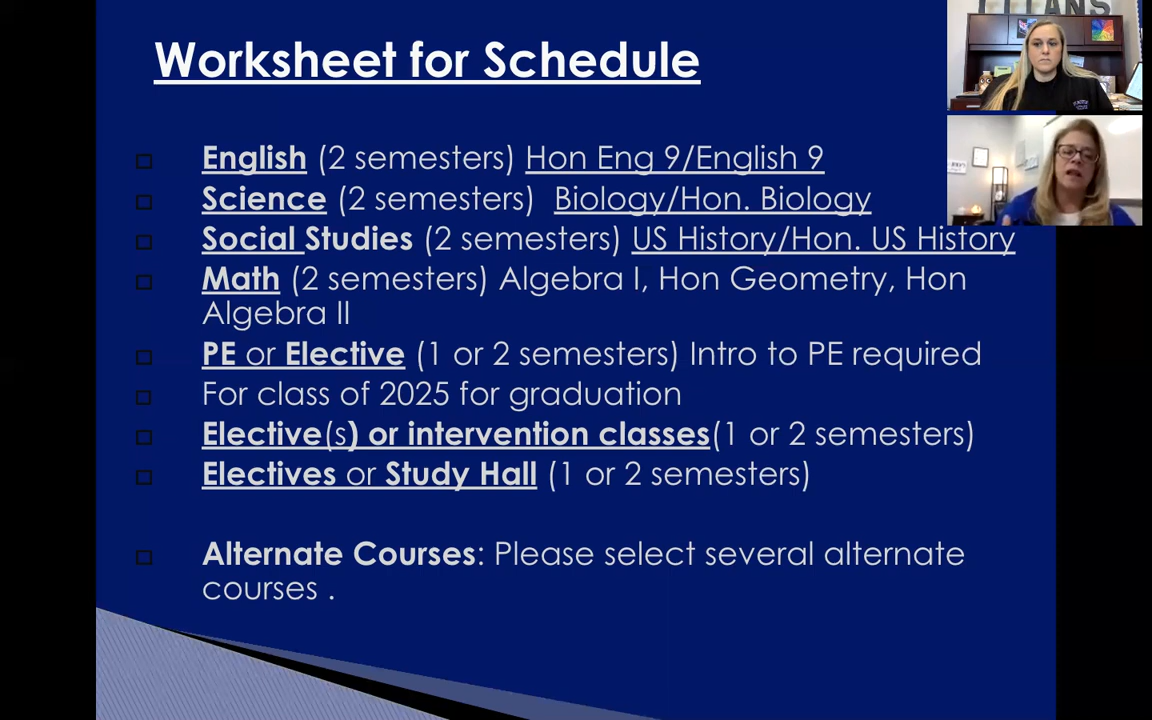 TITANS
Worksheet for Schedule
English (2 semesters) Hon Eng 9/English 9
Science (2 semesters) Biology/Hon. Biology
Social Studies (2 semesters) US History/Hon. US History
Math (2 semesters) Algebra I, Hon Geometry, Hon
Algebra II
PE or Elective (1 or 2 semesters) Intro to PE required
For class of 2025 for graduation
Elective(s) or intervention classes(1 or 2 semesters)
Electives or Study Hall (1 or 2 semesters)
Alternate Courses: Please select several alternate
courses .